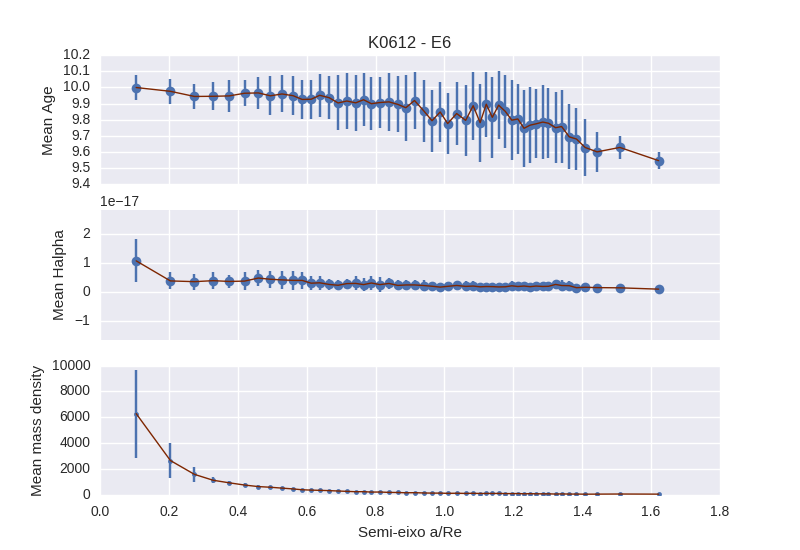 K0612 - E6
10.2
10.1
10.0
9.9
9.8
9.7
9.6
9.5
9.4
Mean Age
1e−17
2
1
0
−1
Mean Halpha
10000
8000
6000
4000
2000
0
Mean mass density
0.0 0.2 0.4 0.6 0.8 1.0 1.2 1.4 1.6 1.8
Semi-eixo a/Re